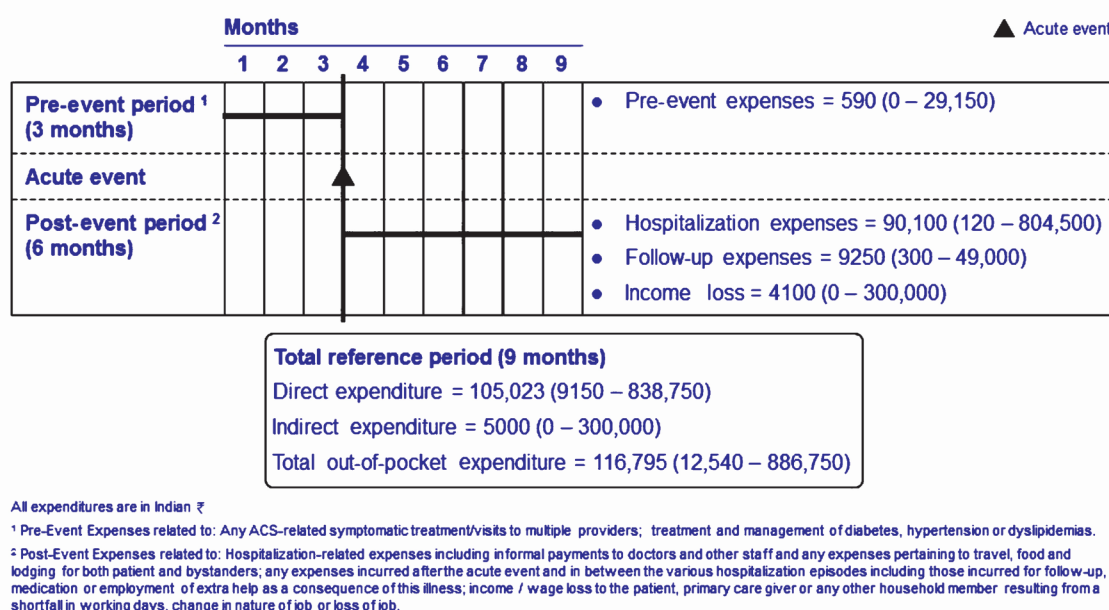 Months
▲ Acute event
1 2 3 4 5 6 7 8 9
Pre-event period ¹
(3 months)
• Pre-event expenses = 590 (0 – 29,150)
Acute event
Post-event period ²
(6 months)
• Hospitalization expenses = 90,100 (120 – 804,500)
• Follow-up expenses = 9250 (300 – 49,000)
• Income loss = 4100 (0 – 300,000)
Total reference period (9 months)
Direct expenditure = 105,023 (9150 – 838,750)
Indirect expenditure = 5000 (0 – 300,000)
Total out-of-pocket expenditure = 116,795 (12,540 – 886,750)
All expenditures are in Indian ₹
¹ Pre-Event Expenses related to: Any ACS-related symptomatic treatment/visits to multiple providers; treatment and management of diabetes, hypertension or dyslipidemias.
² Post-Event Expenses related to: Hospitalization-related expenses including informal payments to doctors and other staff and any expenses pertaining to travel, food and
lodging for both patient and bystanders; any expenses incurred after the acute event and in between the various hospitalization episodes including those incurred for follow-up,
medication or employment of extra help as a consequence of this illness; income / wage loss to the patient, primary care giver or any other household member resulting from a
shortfall in working days, change in nature of job or loss of job.